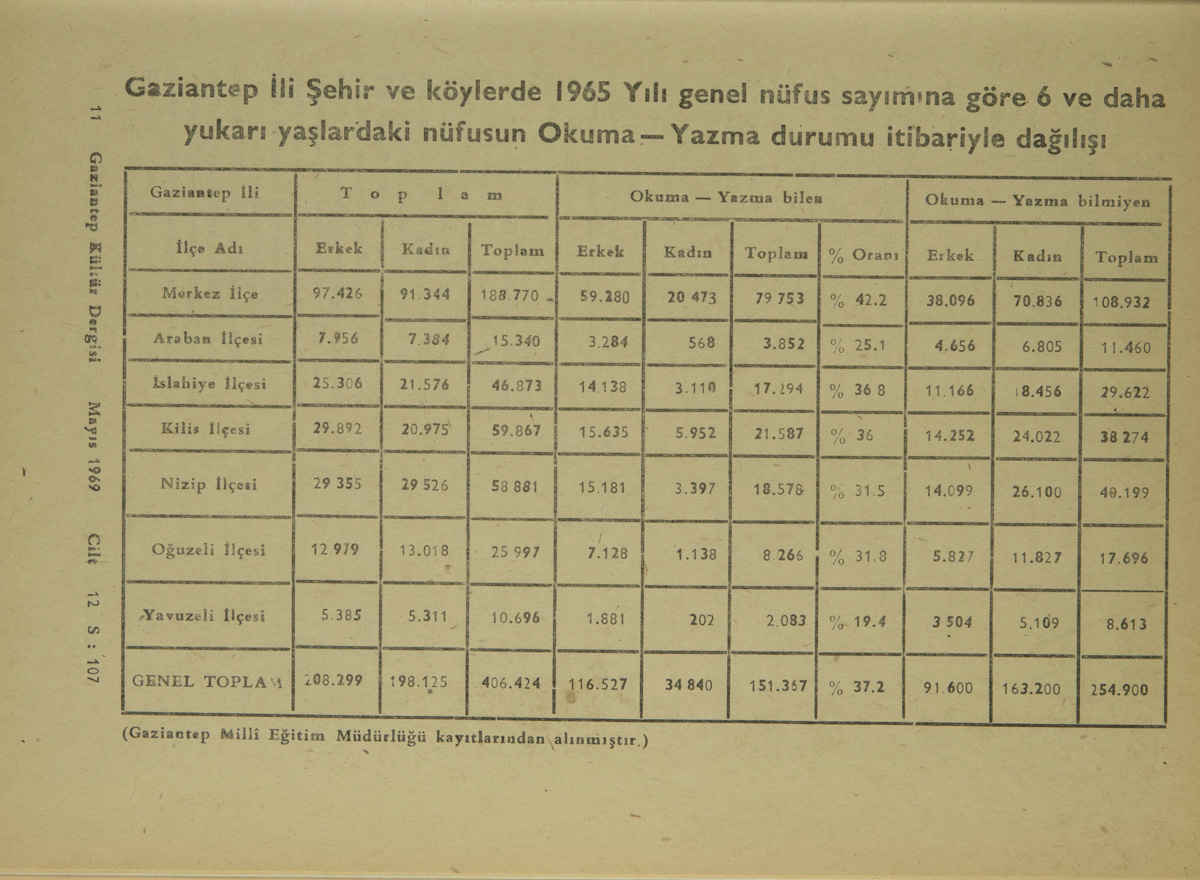 Gaziantep İli Şehir ve köylerde 1965 Yılı genel nüfus sayımına göre 6 ve daha
yukarı yaşlardaki nüfusun Okuma — Yazma durumu itibariyle dağılışı
Gaziantep İli Toplam Okuma — Yazma bilen Okuma — Yazma bilmiyen
İlçe Adı Erkek Kadın Toplam Erkek Kadın Toplam % Oranı Erkek Kadın Toplam
Merkez İlçe 97.426 91.344 188.770 59.280 20 473 79 753 % 42.2 38.096 70.836 108.932
Araban İlçesi 7.956 7.384 15.340 3.284 568 3.852 % 25.1 4.656 6.805 11.460
İslahiye İlçesi 25.306 21.576 46.873 14.138 3.110 17.294 % 36 8 11.166 18.456 29.622
Kilis İlçesi 29.892 20.975 59.867 15.635 5.952 21.587 % 36 14.252 24.022 38 274
Nizip İlçesi 29 355 29 526 58 881 15.181 3.397 18.578 % 31.5 14.099 26.100 40.199
Oğuzeli İlçesi 12 979 13.018 25 997 7.128 1.138 8 266 % 31.8 5.827 11.827 17.696
Yavuzeli İlçesi 5.385 5.311 10.696 1.881 202 2.083 % 19.4 3 504 5.109 8.613
GENEL TOPLAM 208.299 198.125 406.424 116.527 34 840 151.367 % 37.2 91.600 163.200 254.900
(Gaziantep Millî Eğitim Müdürlüğü kayıtlarından alınmıştır.)
11 Gaziantep Kültür Dergisi Mayıs 1969 Cilt 12 S : 107